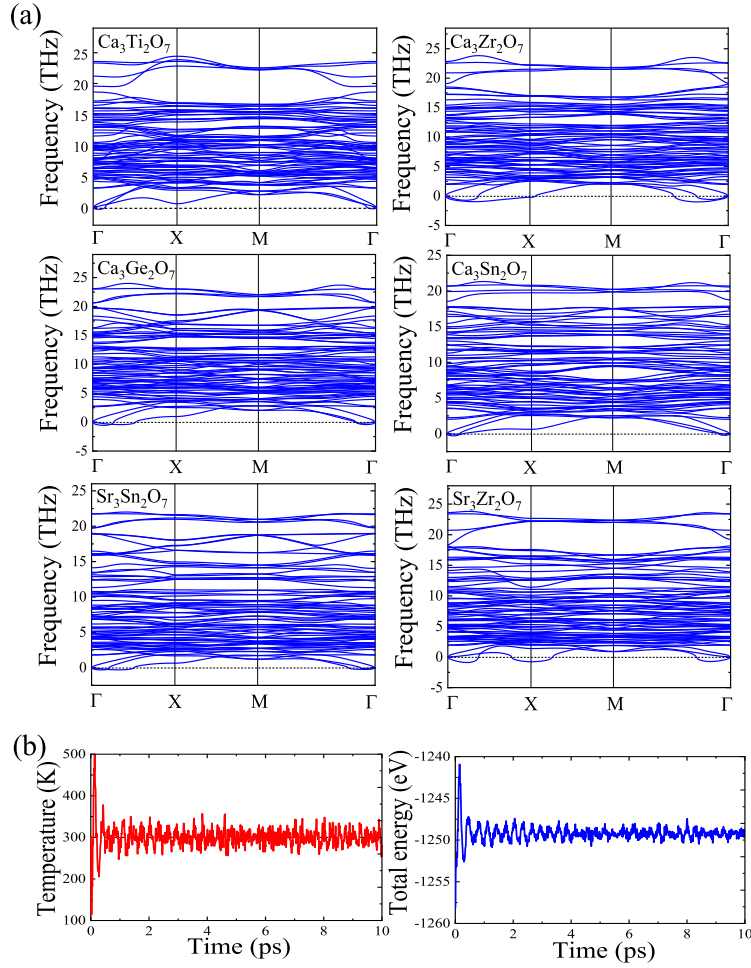 (a)
Ca₃Ti₂O₇
Frequency (THz)
25
20
15
10
5
0
Γ X M Γ
Ca₃Zr₂O₇
Frequency (THz)
25
20
15
10
5
0
-5
Γ X M Γ
Ca₃Ge₂O₇
Frequency (THz)
25
20
15
10
5
0
-5
Γ X M Γ
Ca₃Sn₂O₇
Frequency (THz)
25
20
15
10
5
0
Γ X M Γ
Sr₃Sn₂O₇
Frequency (THz)
25
20
15
10
5
0
Γ X M Γ
Sr₃Zr₂O₇
Frequency (THz)
25
20
15
10
5
0
-5
Γ X M Γ
(b)
Temperature (K)
500
400
300
200
100
0 2 4 6 8 10
Time (ps)
Total energy (eV)
-1240
-1248
-1250
-1257
-1260
0 2 4 6 8 10
Time (ps)